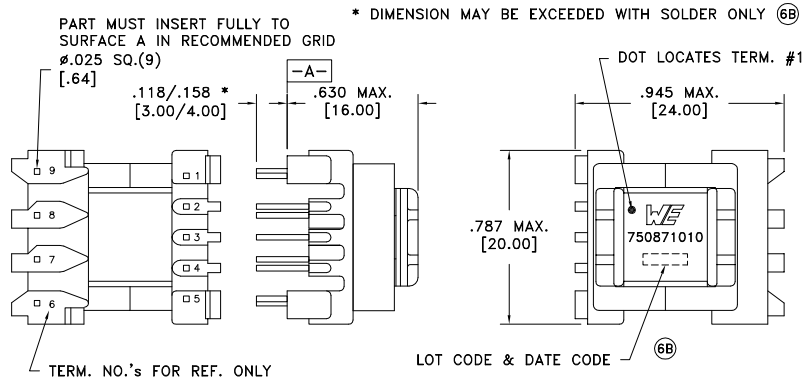 * DIMENSION MAY BE EXCEEDED WITH SOLDER ONLY 6B
PART MUST INSERT FULLY TO
SURFACE A IN RECOMMENDED GRID
ø.025 SQ.(9)
[.64]
-A-
.118/.158 *
[3.00/4.00]
.630 MAX.
[16.00]
DOT LOCATES TERM. #1
.945 MAX.
[24.00]
9
1
8
2
7
3
4
6
5
.787 MAX.
[20.00]
WE
750871010
TERM. NO.'s FOR REF. ONLY
LOT CODE & DATE CODE
6B